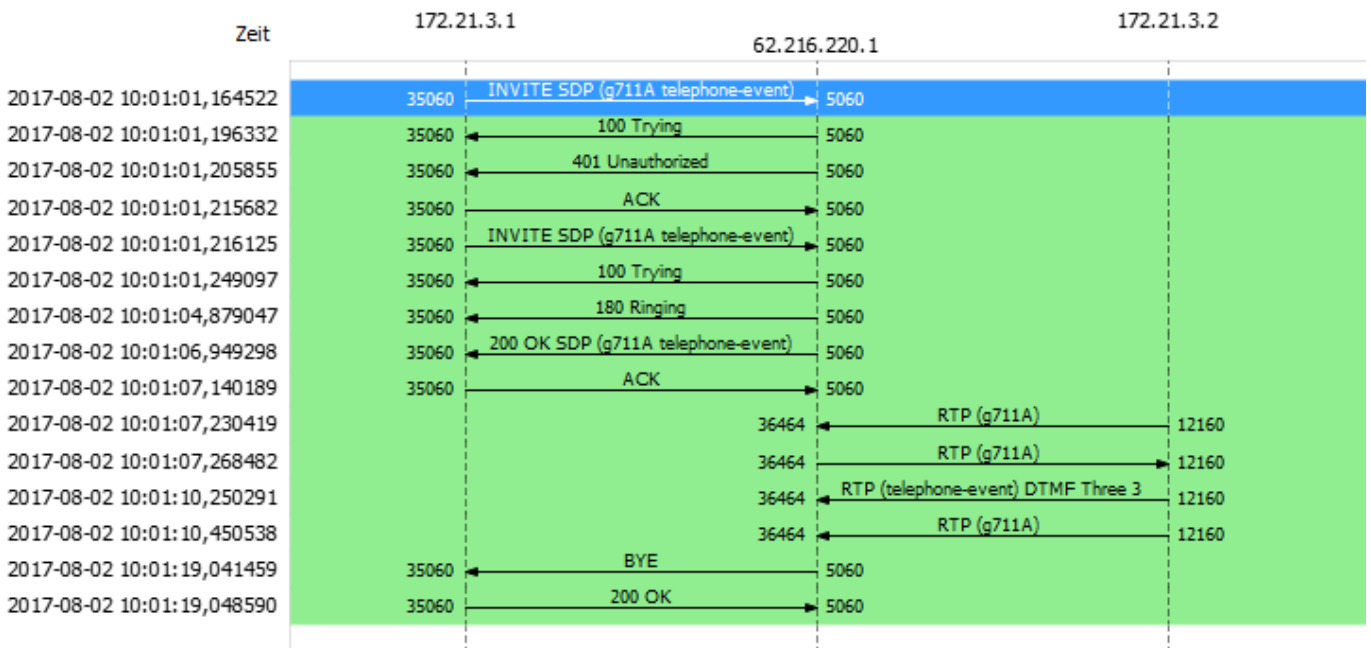 Zeit 172.21.3.1 62.216.220.1 172.21.3.2
2017-08-02 10:01:01,164522 35060 INVITE SDP (g711A telephone-event) 5060
2017-08-02 10:01:01,196332 35060 100 Trying 5060
2017-08-02 10:01:01,205855 35060 401 Unauthorized 5060
2017-08-02 10:01:01,215682 35060 ACK 5060
2017-08-02 10:01:01,216125 35060 INVITE SDP (g711A telephone-event) 5060
2017-08-02 10:01:01,249097 35060 100 Trying 5060
2017-08-02 10:01:04,879047 35060 180 Ringing 5060
2017-08-02 10:01:06,949298 35060 200 OK SDP (g711A telephone-event) 5060
2017-08-02 10:01:07,140189 35060 ACK 5060
2017-08-02 10:01:07,230419 36464 RTP (g711A) 12160
2017-08-02 10:01:07,268482 36464 RTP (g711A) 12160
2017-08-02 10:01:10,250291 36464 RTP (telephone-event) DTMF Three 3 12160
2017-08-02 10:01:10,450538 36464 RTP (g711A) 12160
2017-08-02 10:01:19,041459 35060 BYE 5060
2017-08-02 10:01:19,048590 35060 200 OK 5060